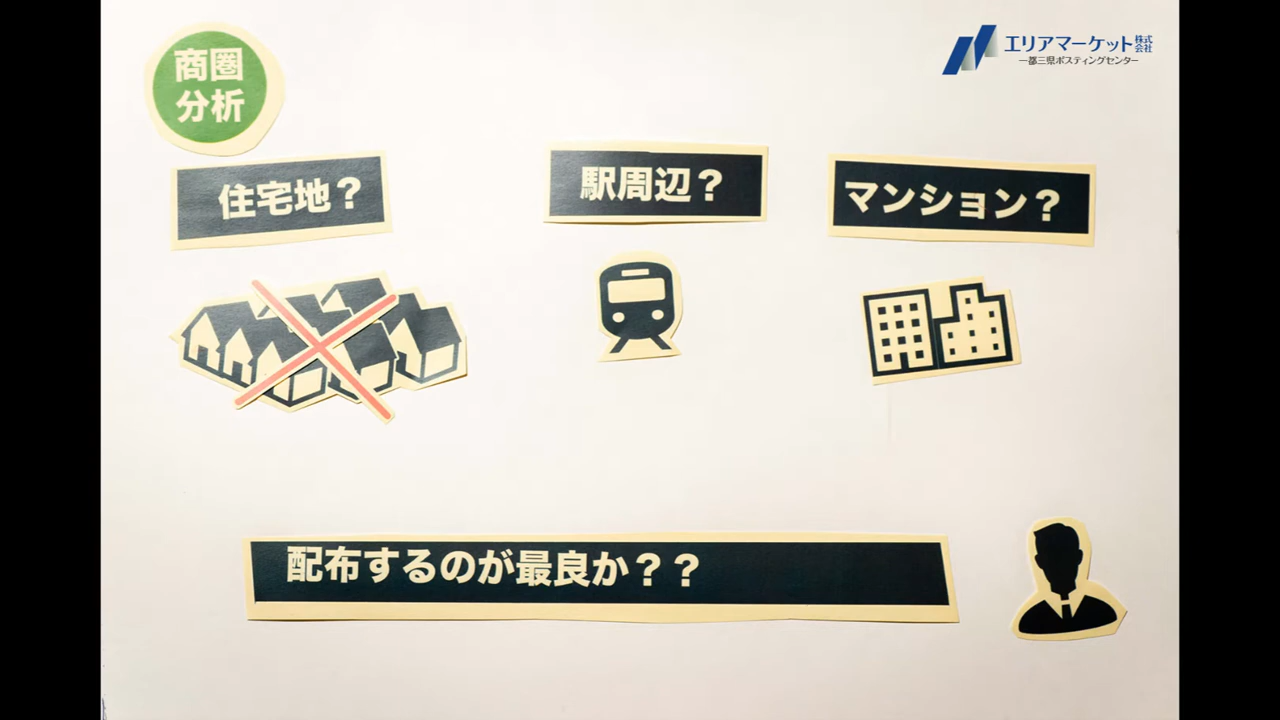 商圏
分析
エリアマーケット株式会社
一都三県ポスティングセンター
住宅地？
駅周辺？
マンション？
配布するのが最良か？？